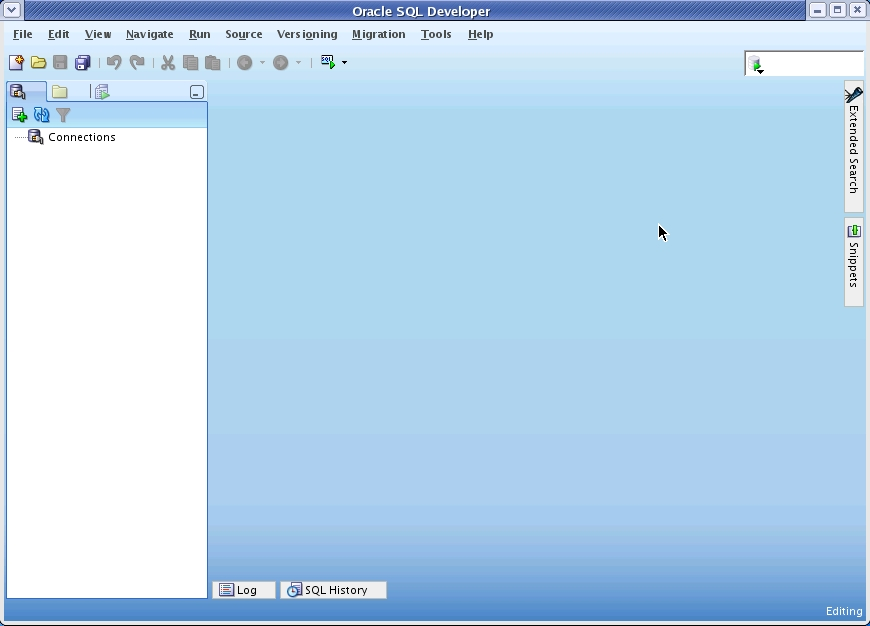 Oracle SQL Developer
File Edit View Navigate Run Source Versioning Migration Tools Help
SQL
Connections
Extended Search
Snippets
Log
SQL History
Editing